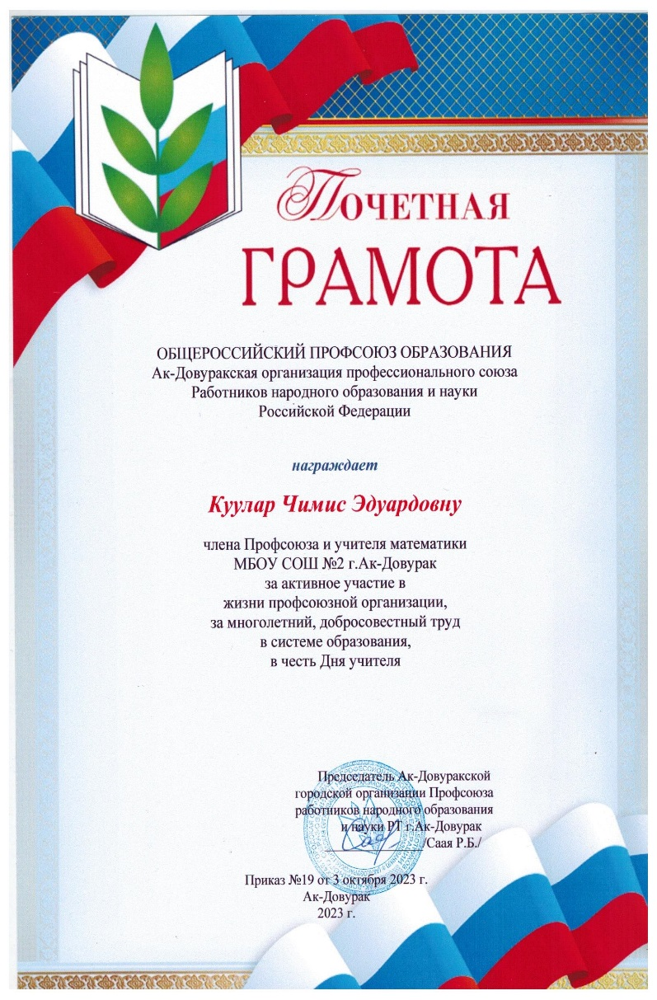 Почетная
ГРАМОТА
ОБЩЕРОССИЙСКИЙ ПРОФСОЮЗ ОБРАЗОВАНИЯ
Ак-Довуракская организация профессионального союза
Работников народного образования и науки
Российской Федерации
награждает
Куулар Чимис Эдуардовну
члена Профсоюза и учителя математики
МБОУ СОШ №2 г.Ак-Довурак
за активное участие в
жизни профсоюзной организации,
за многолетний, добросовестный труд
в системе образования,
в честь Дня учителя
Председатель Ак-Довуракской
городской организации Профсоюза
работников народного образования
и науки РТ г.Ак-Довурак
/Саая Р.Б./
Приказ №19 от 3 октября 2023 г.
Ак-Довурак
2023 г.